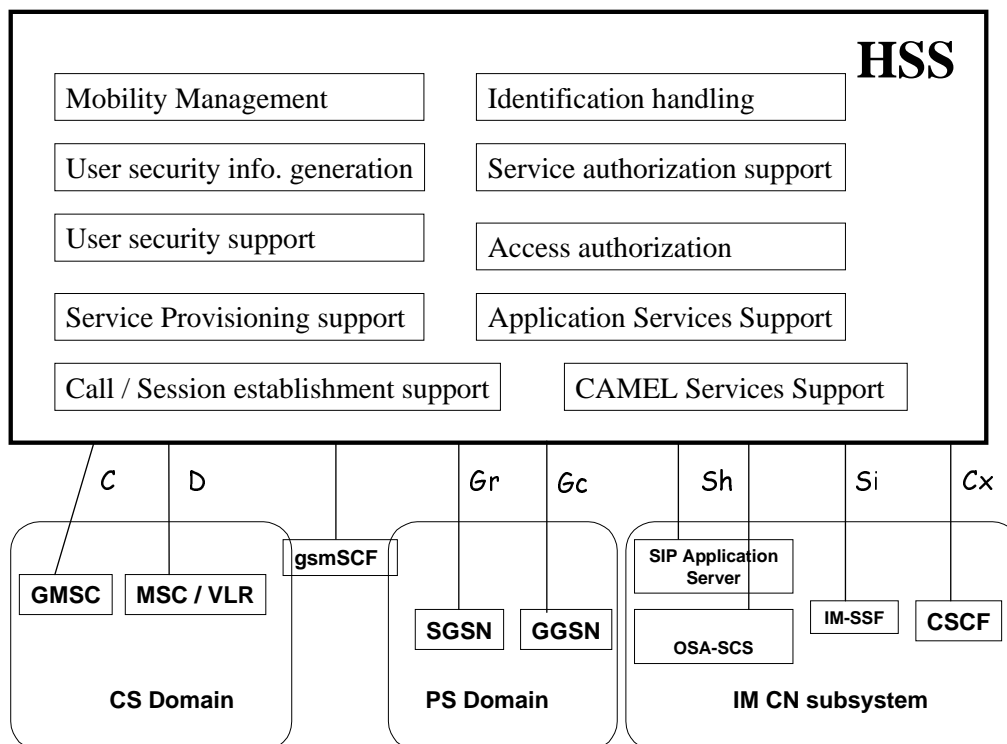 HSS
Mobility Management
Identification handling
User security info. generation
Service authorization support
User security support
Access authorization
Service Provisioning support
Application Services Support
Call / Session establishment support
CAMEL Services Support
C
D
Gr
Gc
Sh
Si
Cx
gsmSCF
SIP Application
Server
GMSC
MSC / VLR
SGSN
GGSN
OSA-SCS
IM-SSF
CSCF
CS Domain
PS Domain
IM CN subsystem